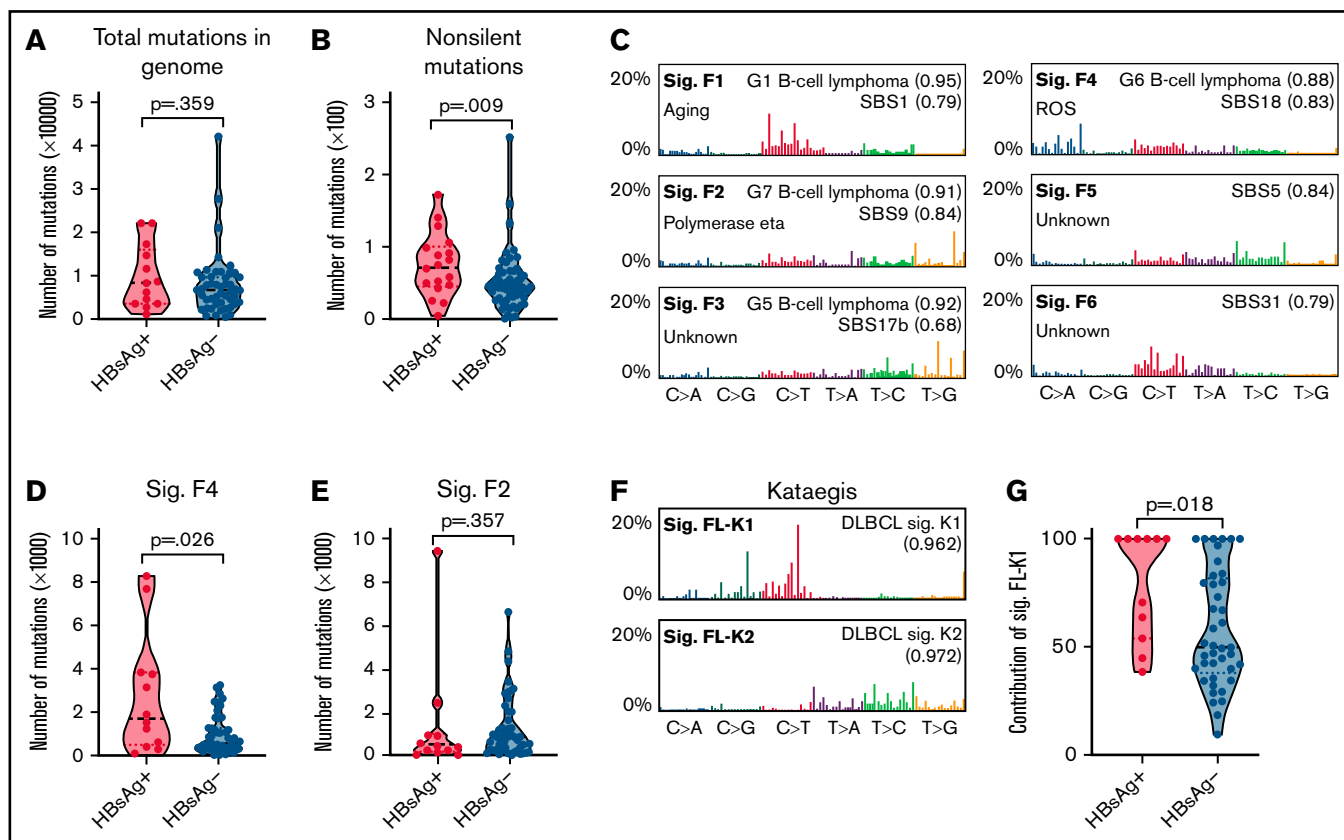 A
Total mutations in
genome
p=.359
Number of mutations (×10000)
5
4
3
2
1
0
HBsAg+
HBsAg−
B
Nonsilent
mutations
p=.009
Number of mutations (×100)
3
2
1
0
HBsAg+
HBsAg−
C
20%
0%
Sig. F1
G1 B-cell lymphoma (0.95)
SBS1 (0.79)
Aging
20%
0%
Sig. F2
G7 B-cell lymphoma (0.91)
SBS9 (0.84)
Polymerase eta
20%
0%
Sig. F3
G5 B-cell lymphoma (0.92)
SBS17b (0.68)
Unknown
C>A C>G C>T T>A T>C T>G
20%
0%
Sig. F4
G6 B-cell lymphoma (0.88)
SBS18 (0.83)
ROS
20%
0%
Sig. F5
SBS5 (0.84)
Unknown
20%
0%
Sig. F6
SBS31 (0.79)
Unknown
C>A C>G C>T T>A T>C T>G
D
Sig. F4
p=.026
Number of mutations (×1000)
10
8
6
4
2
0
HBsAg+
HBsAg−
E
Sig. F2
p=.357
Number of mutations (×1000)
10
8
6
4
2
0
HBsAg+
HBsAg−
F
Kataegis
20%
0%
Sig. FL-K1
DLBCL sig. K1
(0.962)
20%
0%
Sig. FL-K2
DLBCL sig. K2
(0.972)
C>A C>G C>T T>A T>C T>G
G
p=.018
Contribution of sig. FL-K1
100
50
0
HBsAg+
HBsAg−